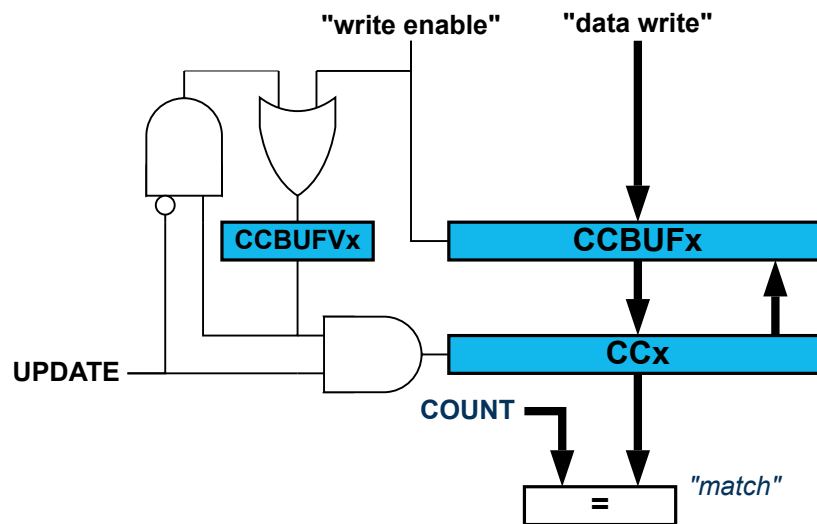 "write enable"
"data write"
CCBUFVx
CCBUFx
UPDATE
CCx
COUNT
=
"match"